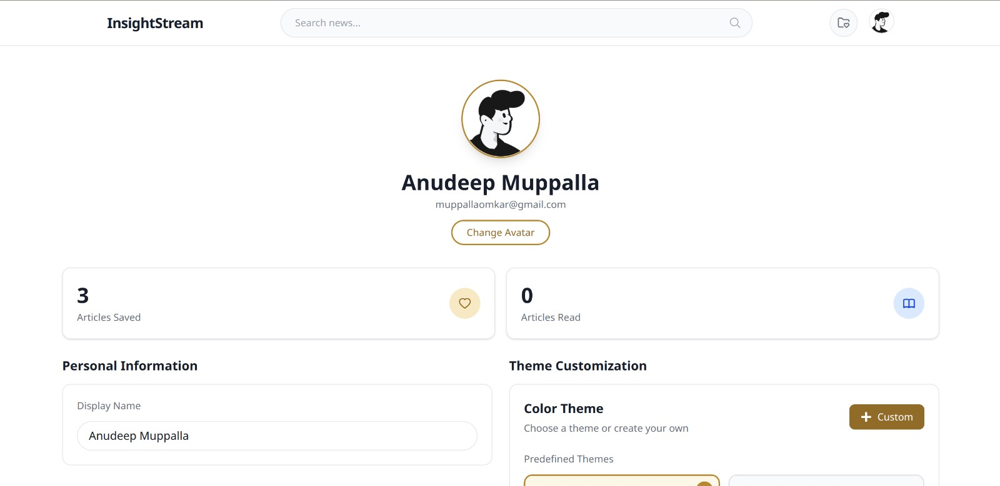 InsightStream
Search news...
Anudeep Muppalla
muppallaomkar@gmail.com
Change Avatar
3
Articles Saved
0
Articles Read
Personal Information
Display Name
Anudeep Muppalla
Theme Customization
Color Theme
Choose a theme or create your own
Custom
Predefined Themes